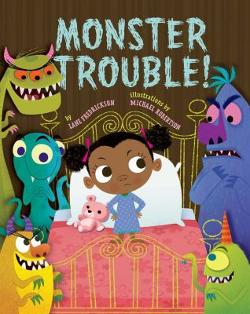 MONSTER
TROUBLE!
by LANE FREDRICKSON
illustrations by MICHAEL ROBERTSON